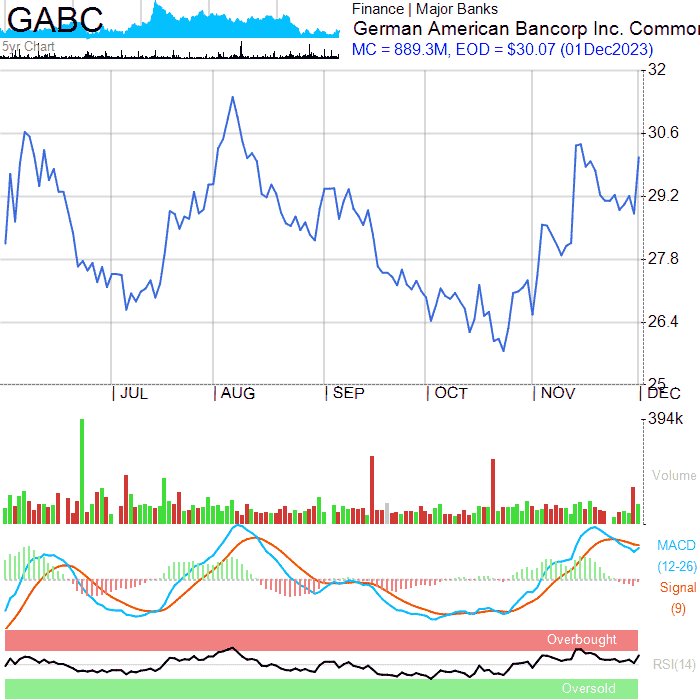 GABC
5yr Chart
Finance | Major Banks
German American Bancorp Inc. Commo
MC = 889.3M, EOD = $30.07 (01Dec2023)
32
30.6
29.2
27.8
26.4
25
JUL AUG SEP OCT NOV DEC
394k
Volume
MACD
(12-26)
Signal
(9)
Overbought
RSI(14)
Oversold